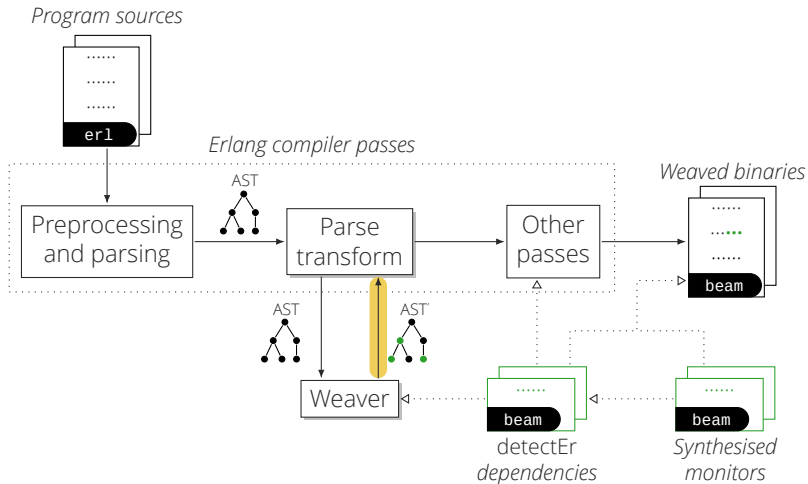 Program sources
erl
Erlang compiler passes
Weaved binaries
AST
Preprocessing
and parsing
Parse
transform
Other
passes
beam
AST
AST′
Weaver
beam
beam
detectEr
dependencies
Synthesised
monitors